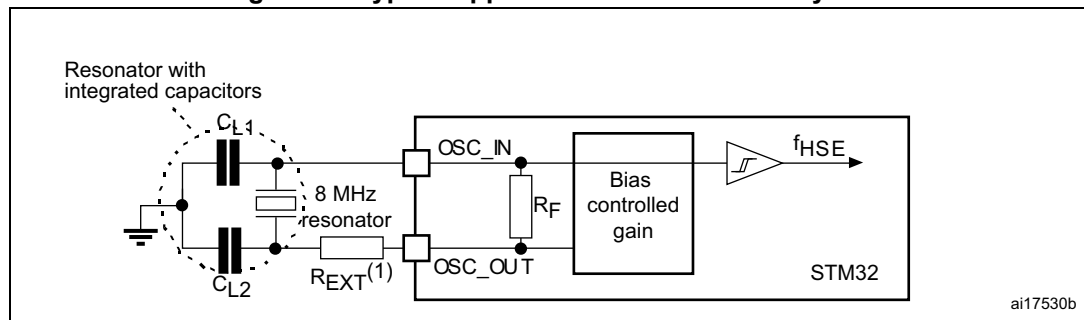 Resonator with
integrated capacitors
CL1
OSC_IN
fHSE
8 MHz
resonator
RF
Bias
controlled
gain
REXT(1)
OSC_OUT
STM32
CL2
ai17530b